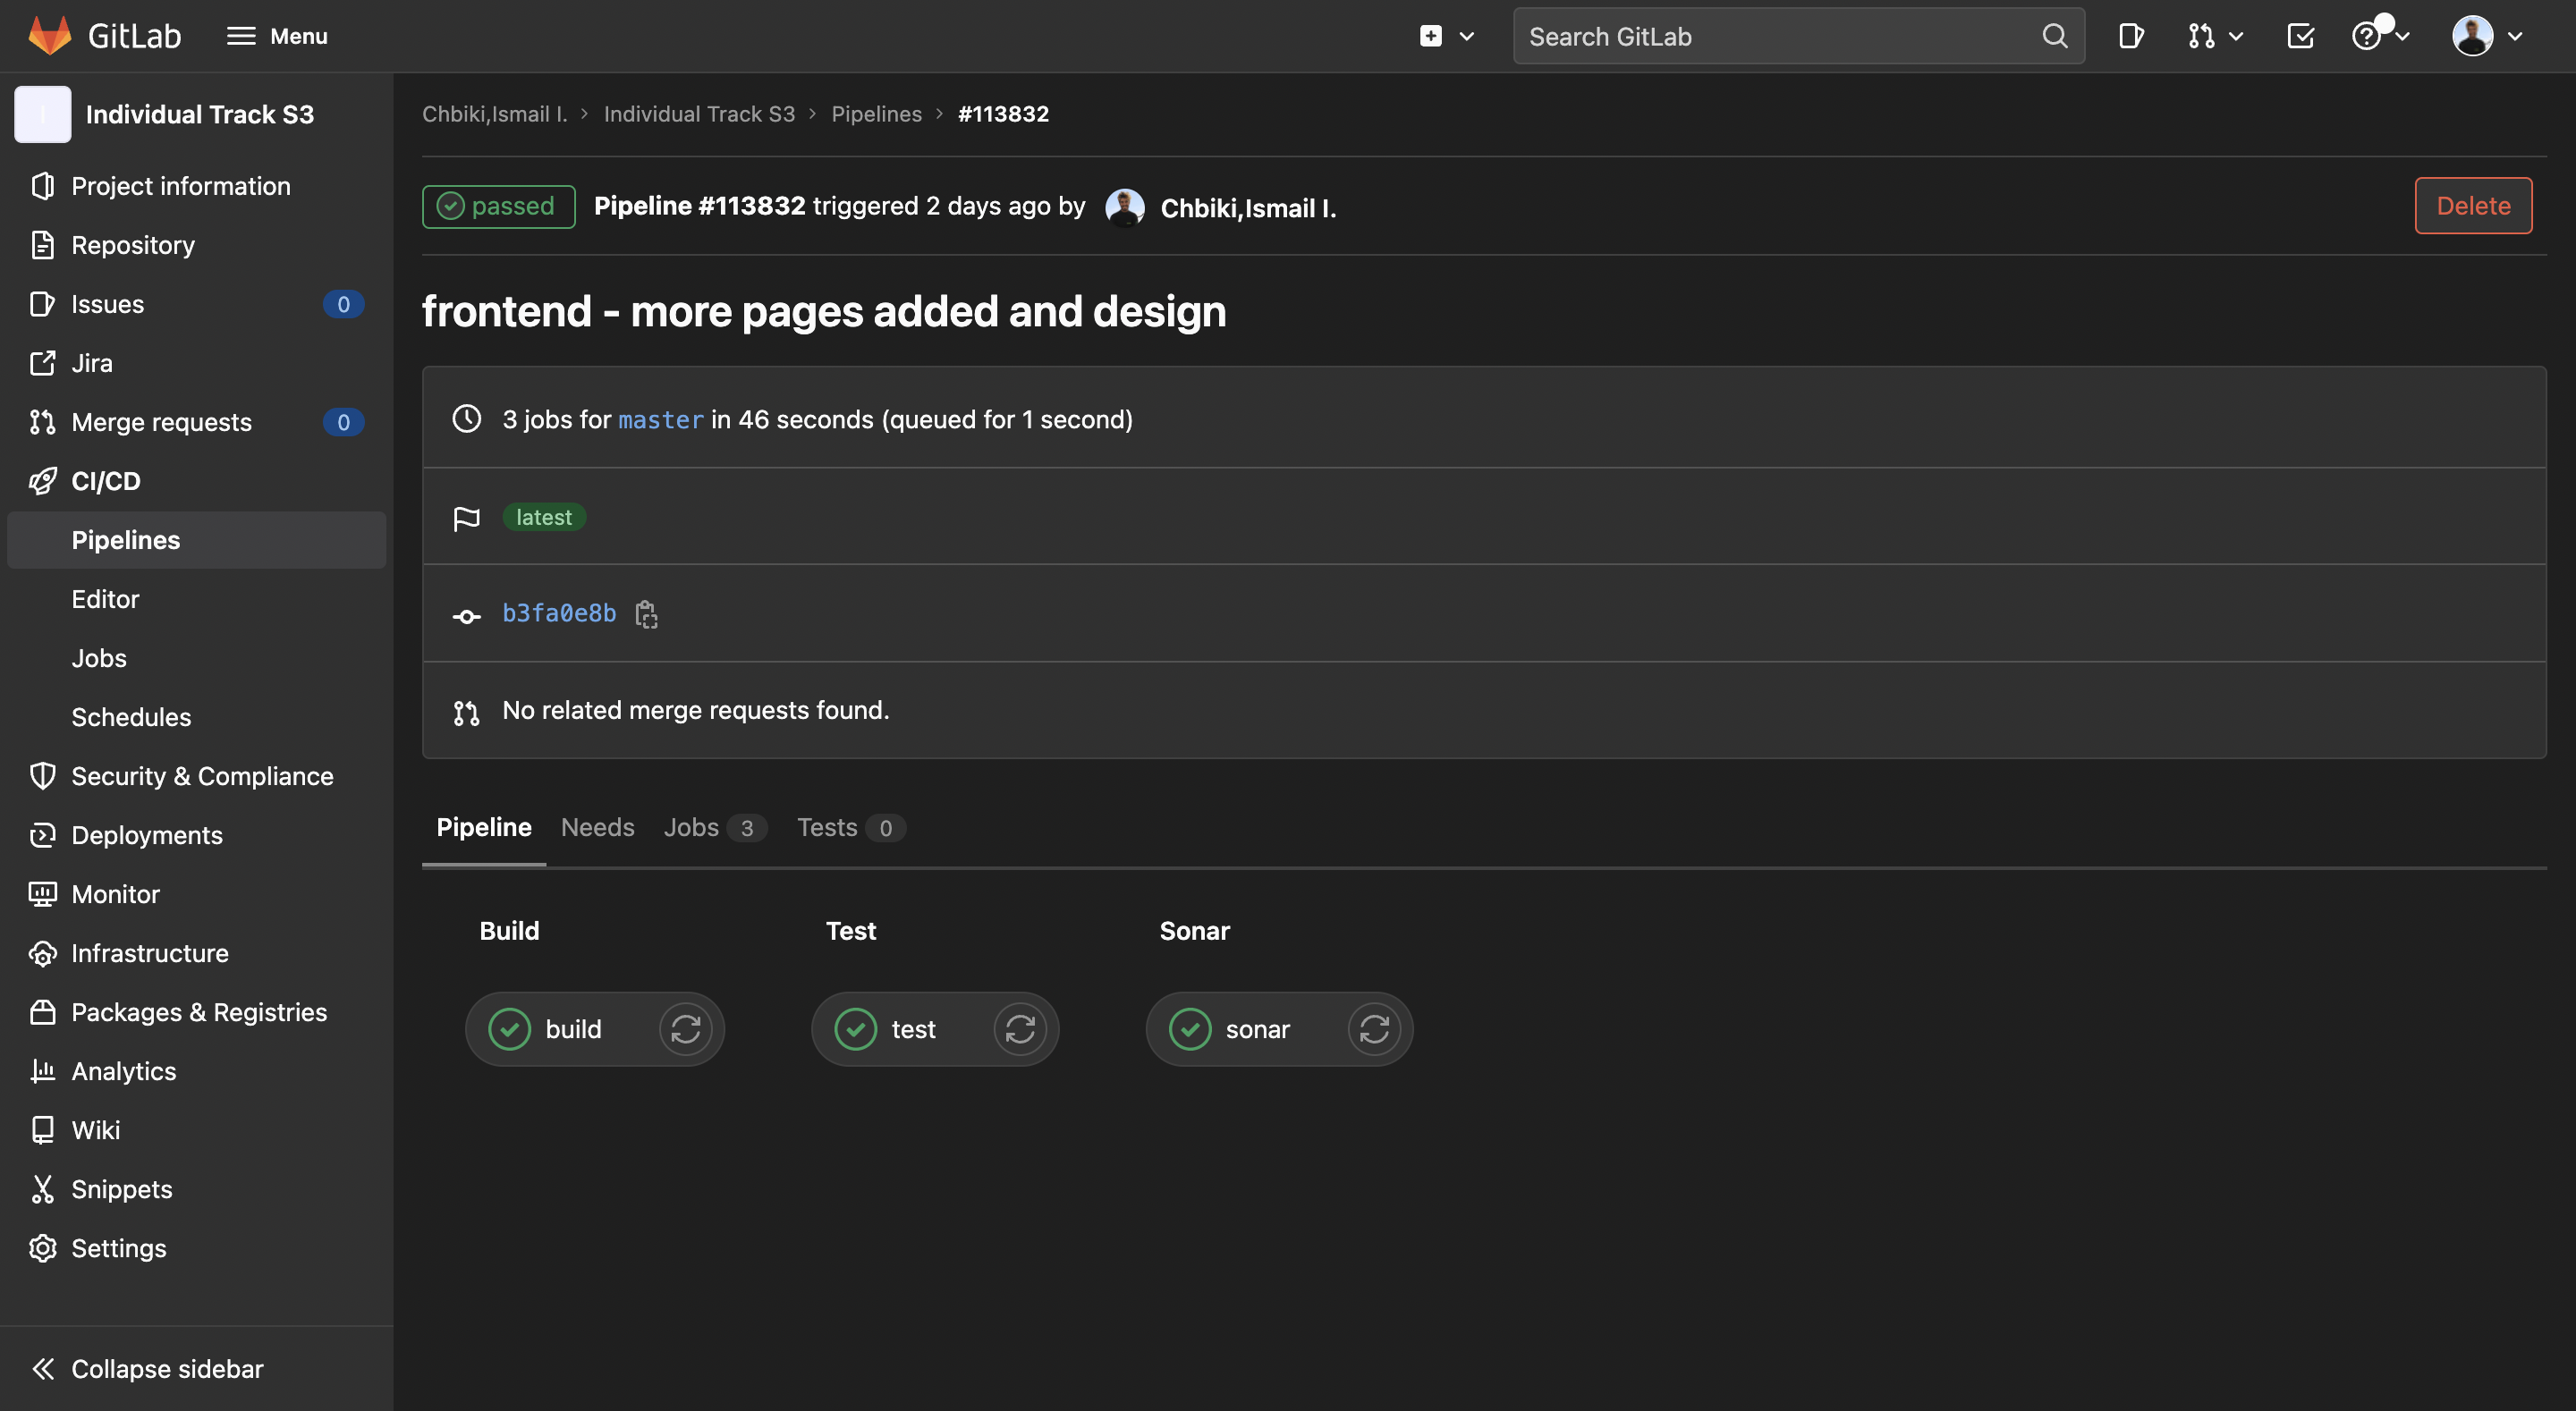 GitLab Menu Search GitLab
Individual Track S3
Project information
Repository
Issues 0
Jira
Merge requests 0
CI/CD
Pipelines
Editor
Jobs
Schedules
Security & Compliance
Deployments
Monitor
Infrastructure
Packages & Registries
Analytics
Wiki
Snippets
Settings
Collapse sidebar
Chbiki,Ismail I. › Individual Track S3 › Pipelines › #113832
passed Pipeline #113832 triggered 2 days ago by Chbiki,Ismail I. Delete
frontend - more pages added and design
3 jobs for master in 46 seconds (queued for 1 second)
latest
b3fa0e8b
No related merge requests found.
Pipeline Needs Jobs 3 Tests 0
Build Test Sonar
build test sonar